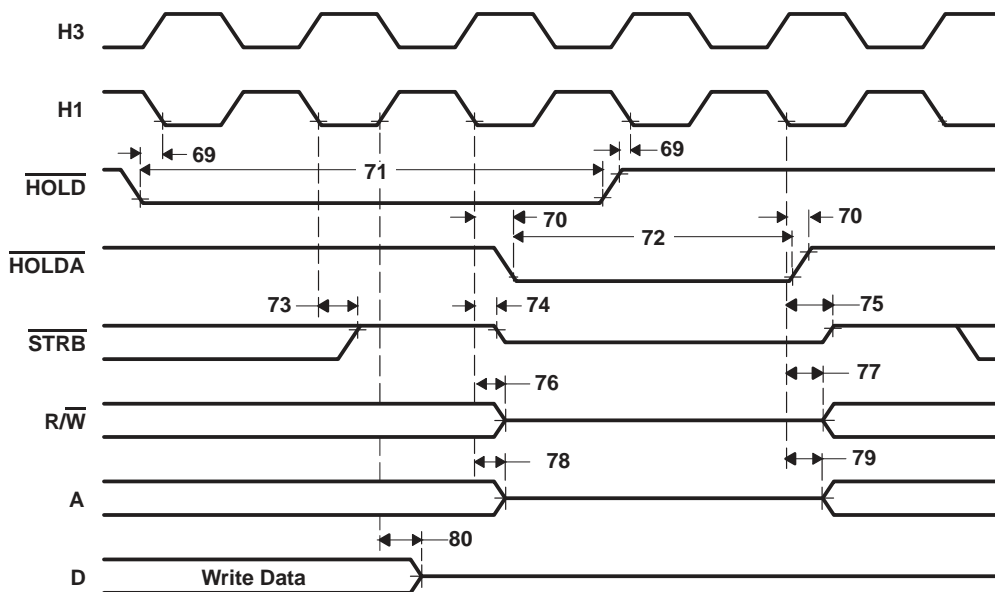 H3
H1
69 69
71
HOLD
70 70
72
HOLDA
73 74 75
STRB
76 77
R/W
78 79
A
80
D Write Data